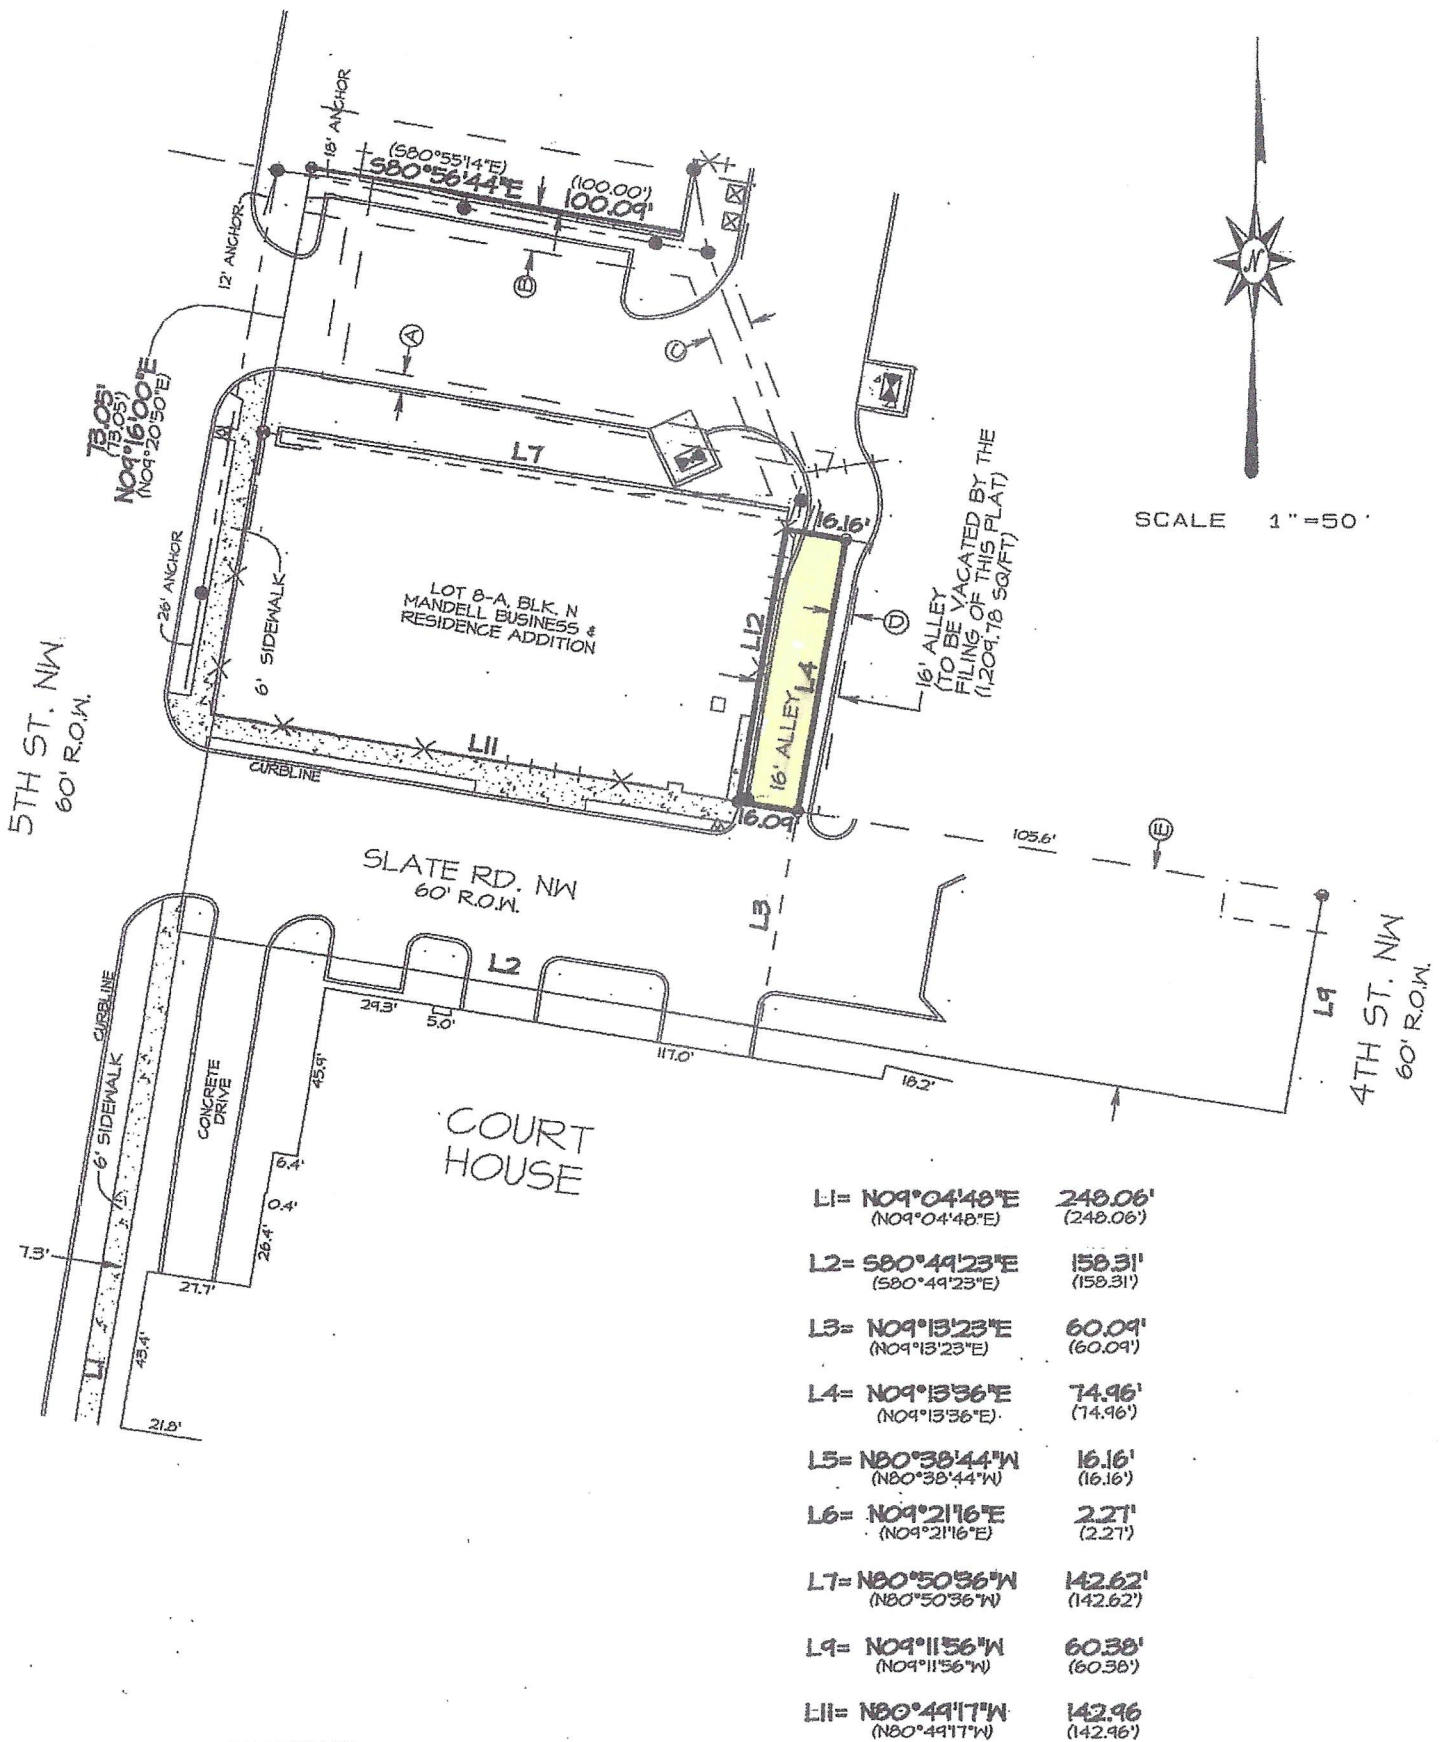 18' ANCHOR
(S80°55'14"E)
S80°56'44"E
(100.00')
100.09'
12' ANCHOR
B
A
C
73.05'
(73.05')
N09°16'00"E
(N09°20'50"E)
L7
16.16'
N
SCALE 1"=50'
26' ANCHOR
6' SIDEWALK
LOT 8-A, BLK. N
MANDELL BUSINESS &
RESIDENCE ADDITION
L12
L4
16' ALLEY
D
16' ALLEY
(TO BE VACATED BY THE
FILING OF THIS PLAT)
(1,209.78 SQ/FT)
5TH ST. NW
60' R.O.W.
L11
CURBLINE
16.09'
105.6'
E
SLATE RD. NW
60' R.O.W.
L3
L2
L9
4TH ST. NW
60' R.O.W.
CURBLINE
6' SIDEWALK
CONCRETE
DRIVE
29.3'
5.0'
117.0'
18.2'
45.9'
COURT
HOUSE
6.4'
0.4'
26.4'
7.3'
27.7'
43.4'
L1
21.8'
L1= N09°04'48"E 248.06'
(N09°04'48"E) (248.06')
L2= S80°49'23"E 158.31'
(S80°49'23"E) (158.31')
L3= N09°13'23"E 60.09'
(N09°13'23"E) (60.09')
L4= N09°13'36"E 74.96'
(N09°13'36"E) (74.96')
L5= N80°38'44"W 16.16'
(N80°38'44"W) (16.16')
L6= N09°21'16"E 2.27'
(N09°21'16"E) (2.27')
L7= N80°50'36"W 142.62'
(N80°50'36"W) (142.62')
L9= N09°11'56"W 60.38'
(N09°11'56"W) (60.38')
L11= N80°49'17"W 142.96
(N80°49'17"W) (142.96')